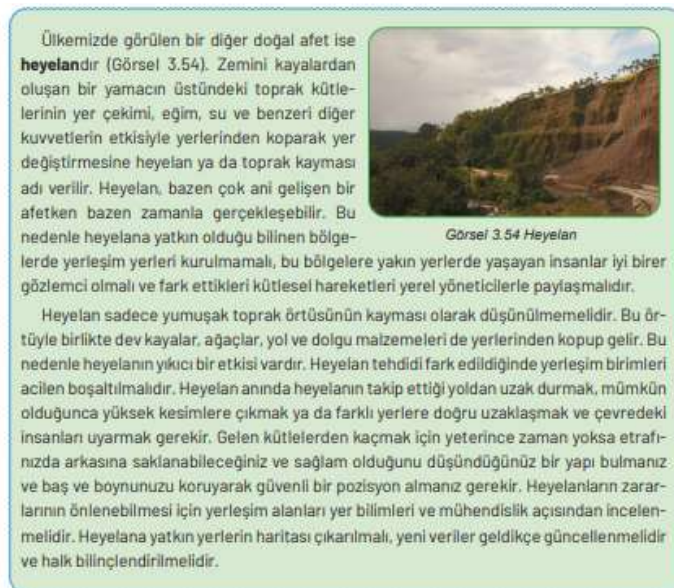 Ülkemizde görülen bir diğer doğal afet ise
heyelandır (Görsel 3.54). Zemini kayalardan
oluşan bir yamacın üstündeki toprak kütle-
lerinin yer çekimi, eğim, su ve benzeri diğer
kuvvetlerin etkisiyle yerlerinden koparak yer
değiştirmesine heyelan ya da toprak kayması
adı verilir. Heyelan, bazen çok ani gelişen bir
afetken bazen zamanla gerçekleşebilir. Bu
nedenle heyelana yatkın olduğu bilinen bölge-
Görsel 3.54 Heyelan
lerde yerleşim yerleri kurulmamalı, bu bölgelere yakın yerlerde yaşayan insanlar iyi birer
gözlemci olmalı ve fark ettikleri kütlesel hareketleri yerel yöneticilerle paylaşmalıdır.
Heyelan sadece yumuşak toprak örtüsünün kayması olarak düşünülmemelidir. Bu ör-
tüyle birlikte dev kayalar, ağaçlar, yol ve dolgu malzemeleri de yerlerinden kopup gelir. Bu
nedenle heyelanın yıkıcı bir etkisi vardır. Heyelan tehdidi fark edildiğinde yerleşim birimleri
acilen boşaltılmalıdır. Heyelan anında heyelanın takip ettiği yoldan uzak durmak, mümkün
olduğunca yüksek kesimlere çıkmak ya da farklı yerlere doğru uzaklaşmak ve çevredeki
insanları uyarmak gerekir. Gelen kütlelerden kaçmak için yeterince zaman yoksa etrafı-
nızda arkasına saklanabileceğiniz ve sağlam olduğunu düşündüğünüz bir yapı bulmanız
ve baş ve boynunuzu koruyarak güvenli bir pozisyon almanız gerekir. Heyelanların zarar-
larının önlenebilmesi için yerleşim alanları yer bilimleri ve mühendislik açısından incelen-
melidir. Heyelana yatkın yerlerin haritası çıkarılmalı, yeni veriler geldikçe güncellenmelidir
ve halk bilinçlendirilmelidir.